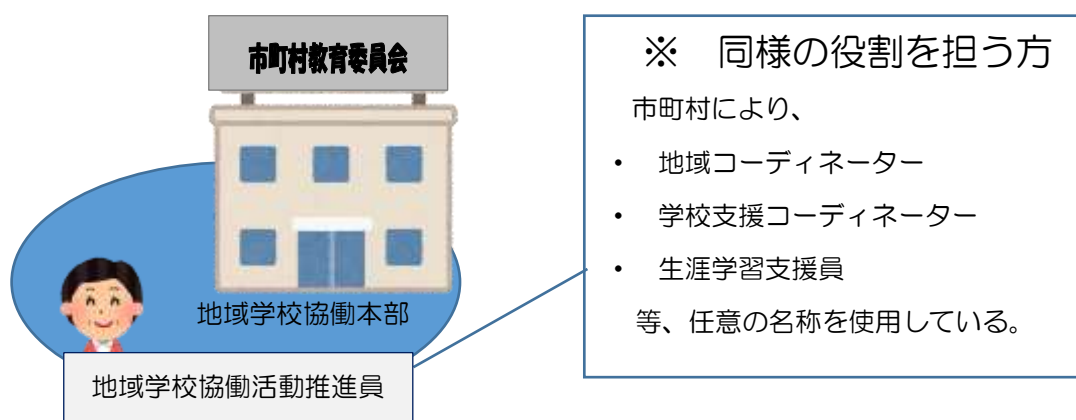 市町村教育委員会
地域学校協働本部
地域学校協働活動推進員
※　同様の役割を担う方
市町村により、
・　地域コーディネーター
・　学校支援コーディネーター
・　生涯学習支援員
等、任意の名称を使用している。